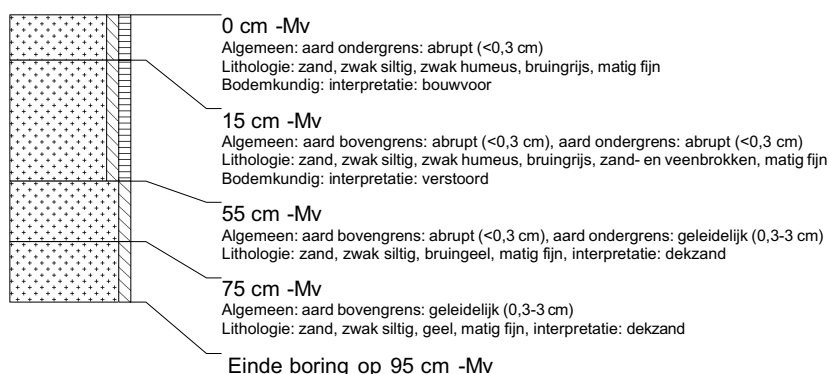 0 cm -Mv
Algemeen: aard ondergrens: abrupt (<0,3 cm)
Lithologie: zand, zwak siltig, zwak humeus, bruingrijs, matig fijn
Bodemkundig: interpretatie: bouwvoor
15 cm -Mv
Algemeen: aard bovengrens: abrupt (<0,3 cm), aard ondergrens: abrupt (<0,3 cm)
Lithologie: zand, zwak siltig, zwak humeus, bruingrijs, zand- en veenbrokken, matig fijn
Bodemkundig: interpretatie: verstoord
55 cm -Mv
Algemeen: aard bovengrens: abrupt (<0,3 cm), aard ondergrens: geleidelijk (0,3-3 cm)
Lithologie: zand, zwak siltig, bruingeel, matig fijn, interpretatie: dekzand
75 cm -Mv
Algemeen: aard bovengrens: geleidelijk (0,3-3 cm)
Lithologie: zand, zwak siltig, geel, matig fijn, interpretatie: dekzand
Einde boring op 95 cm -Mv